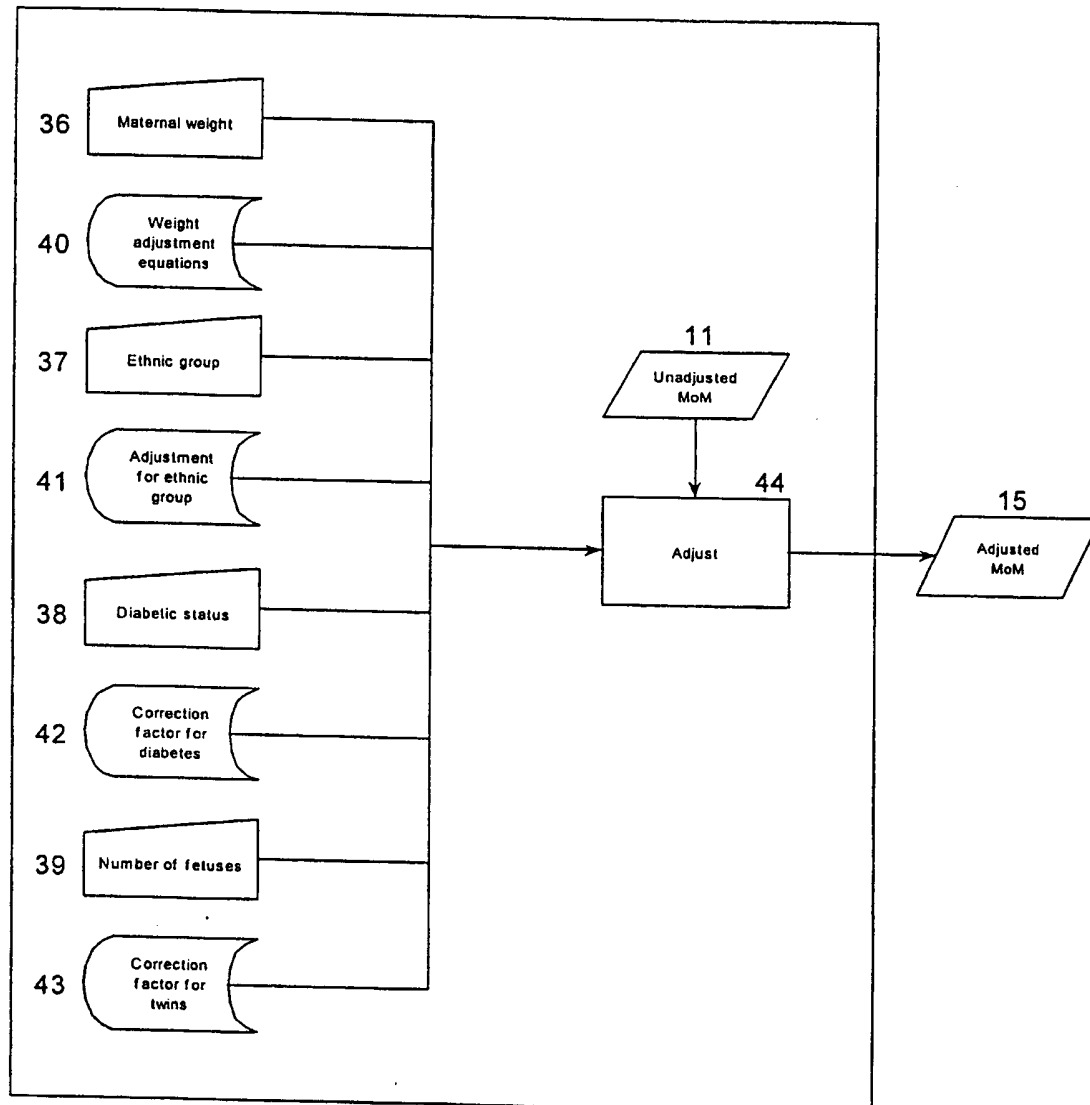 36
Maternal weight
40
Weight
adjustment
equations
37
Ethnic group
41
Adjustment
for ethnic
group
38
Diabetic status
42
Correction
factor for
diabetes
39
Number of fetuses
43
Correction
factor for
twins
11
Unadjusted
MoM
44
Adjust
15
Adjusted
MoM